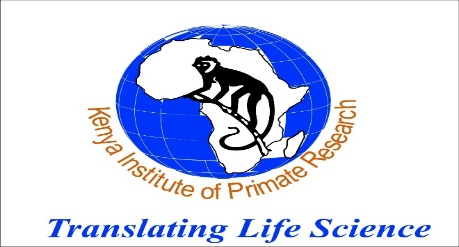 Kenya Institute of Primate Research
Translating Life Science